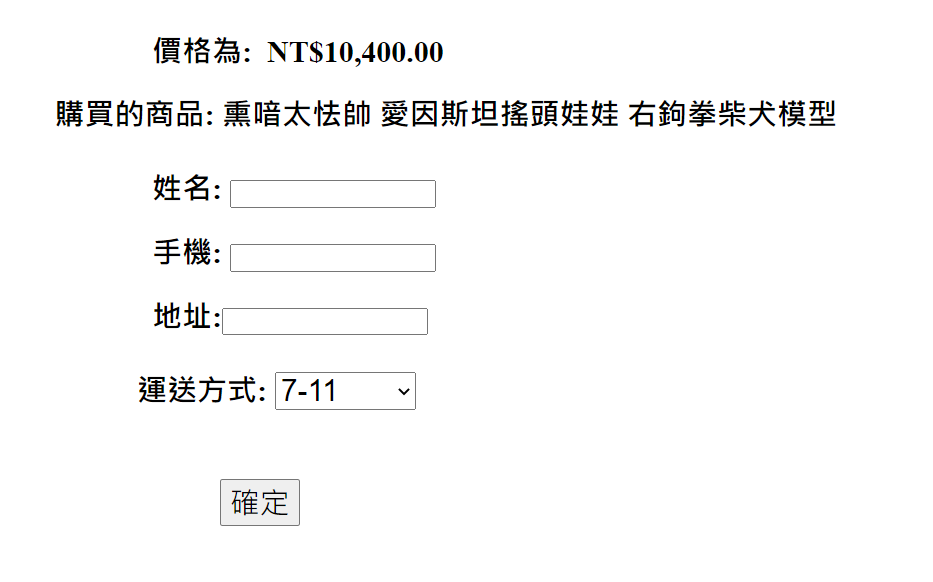 價格為: NT$10,400.00
購買的商品: 熏喑太怯帥 愛因斯坦搖頭娃娃 右鉤拳柴犬模型
姓名:
手機:
地址:
運送方式: 7-11
確定